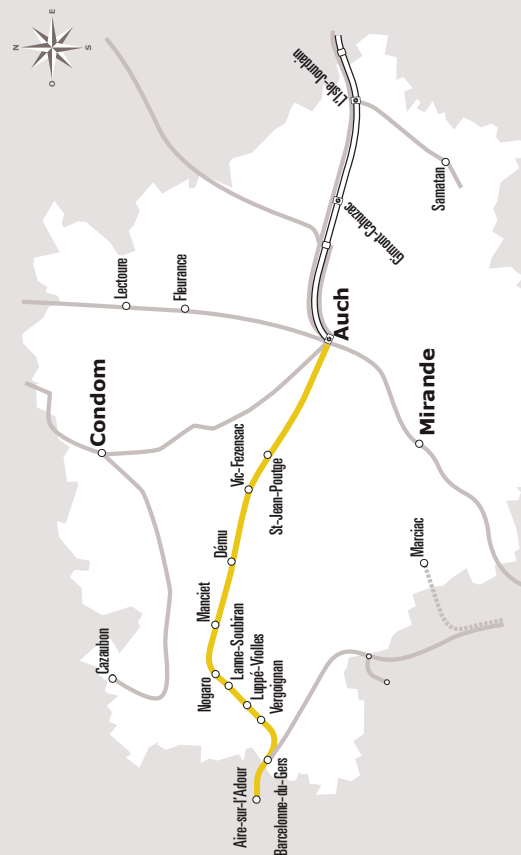 N
E
S
O
L'Isle-Jourdain
Samatan
Gimont-Cahuzac
Lectoure
Fleurance
Auch
Condom
Mirande
Vic-Fezensac
St-Jean-Poutge
Dému
Marciac
Manciet
Cazaubon
Nogaro
Lanne-Soubiran
Luppé-Violles
Vergoignan
Aire-sur-l'Adour
Barcelonne-du-Gers